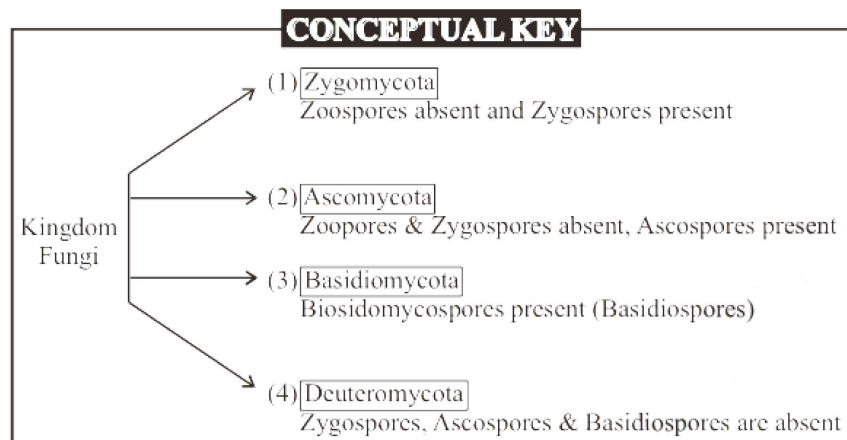 CONCEPTUAL KEY
(1) Zygomycota
Zoospores absent and Zygospores present
(2) Ascomycota
Zoopores & Zygospores absent, Ascospores present
Kingdom
Fungi
(3) Basidiomycota
Biosidomycospores present (Basidiospores)
(4) Deuteromycota
Zygospores, Ascospores & Basidiospores are absent